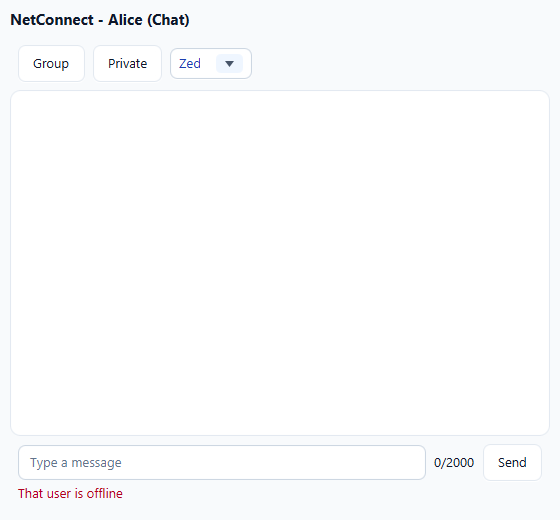 NetConnect - Alice (Chat)
Group Private Zed
Type a message 0/2000 Send
That user is offline